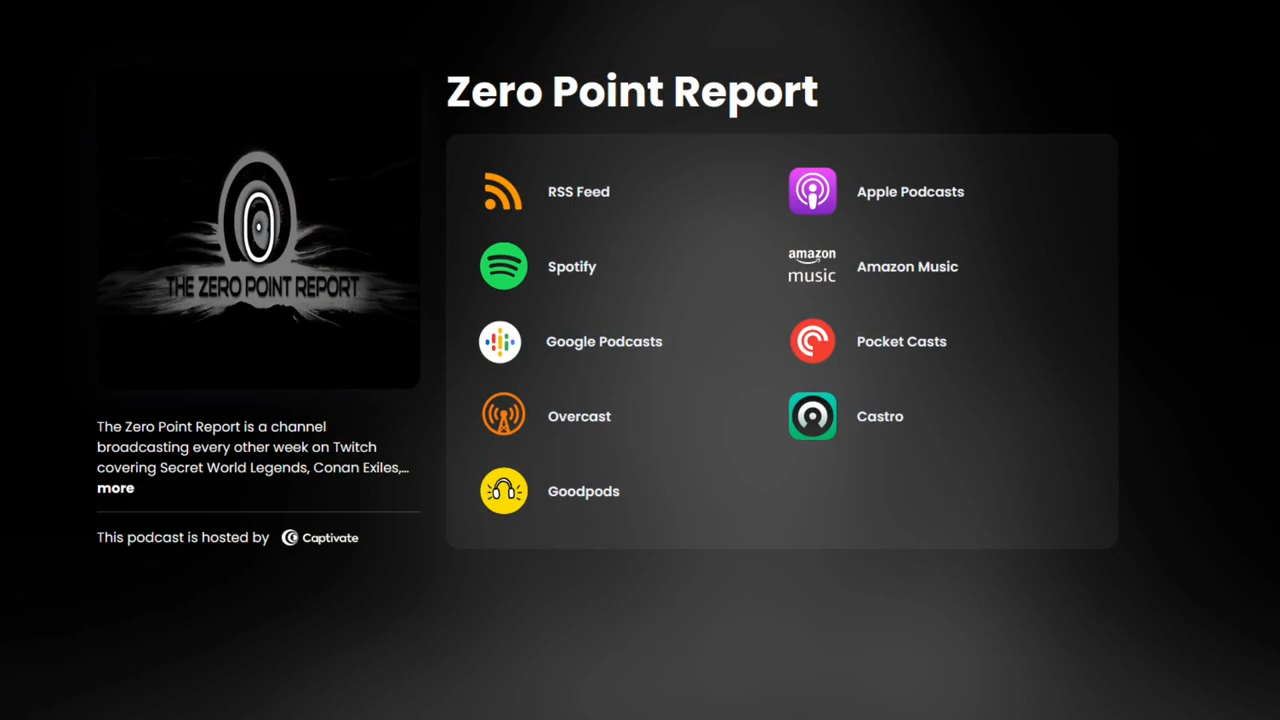 Zero Point Report
THE ZERO POINT REPORT
RSS Feed
Apple Podcasts
Spotify
amazon
music
Amazon Music
Google Podcasts
Pocket Casts
Overcast
Castro
Goodpods
The Zero Point Report is a channel
broadcasting every other week on Twitch
covering Secret World Legends, Conan Exiles,...
more
This podcast is hosted by Captivate